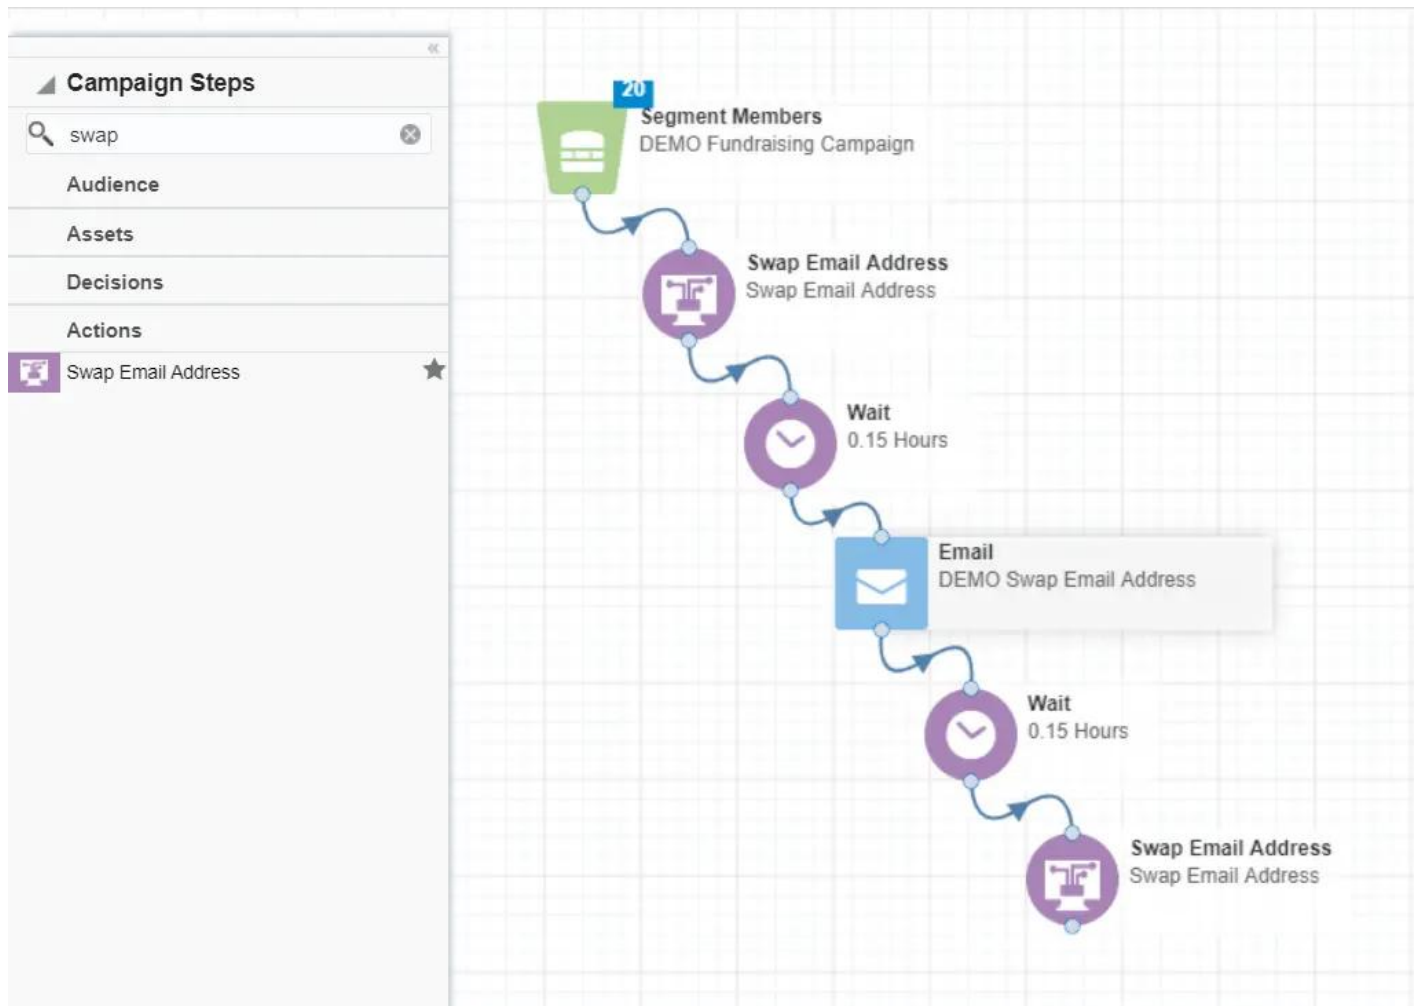 «
Campaign Steps
swap
Audience
Assets
Decisions
Actions
Swap Email Address
20
Segment Members
DEMO Fundraising Campaign
Swap Email Address
Swap Email Address
Wait
0.15 Hours
Email
DEMO Swap Email Address
Wait
0.15 Hours
Swap Email Address
Swap Email Address